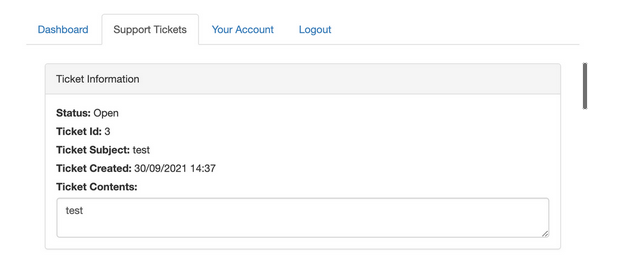 Dashboard Support Tickets Your Account Logout
Ticket Information
Status: Open
Ticket Id: 3
Ticket Subject: test
Ticket Created: 30/09/2021 14:37
Ticket Contents:
test